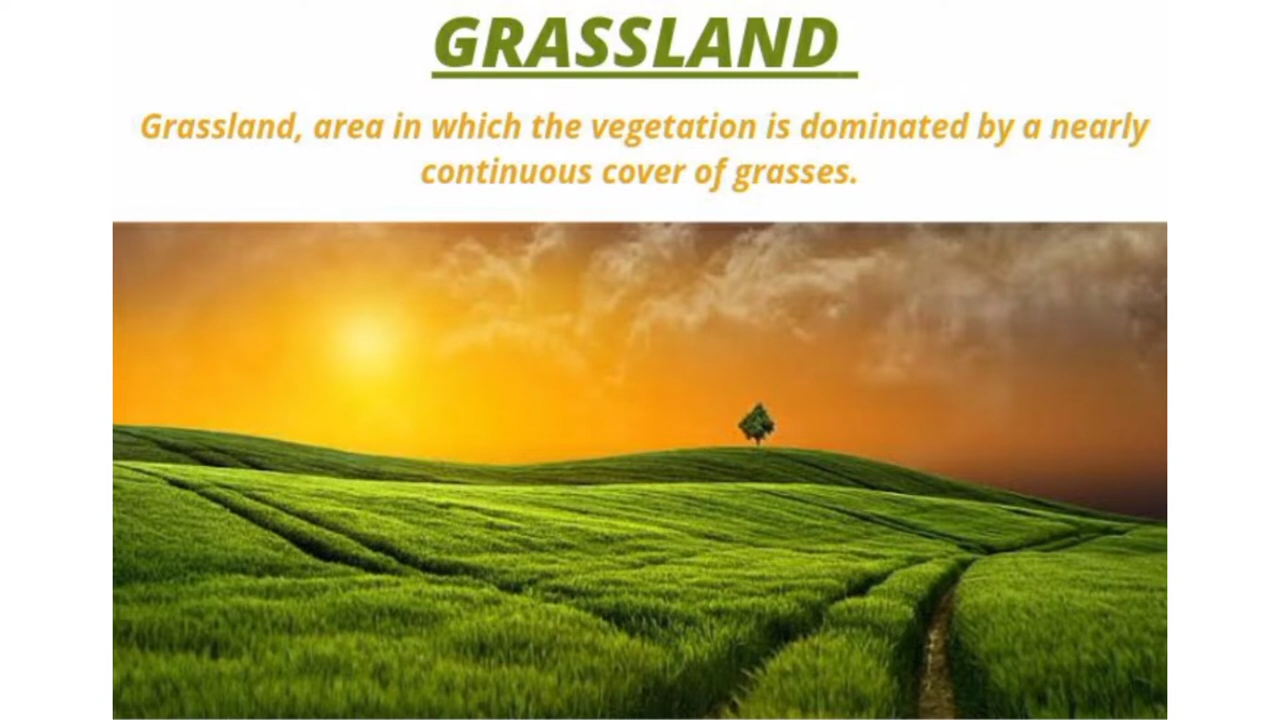 GRASSLAND
Grassland, area in which the vegetation is dominated by a nearly
continuous cover of grasses.